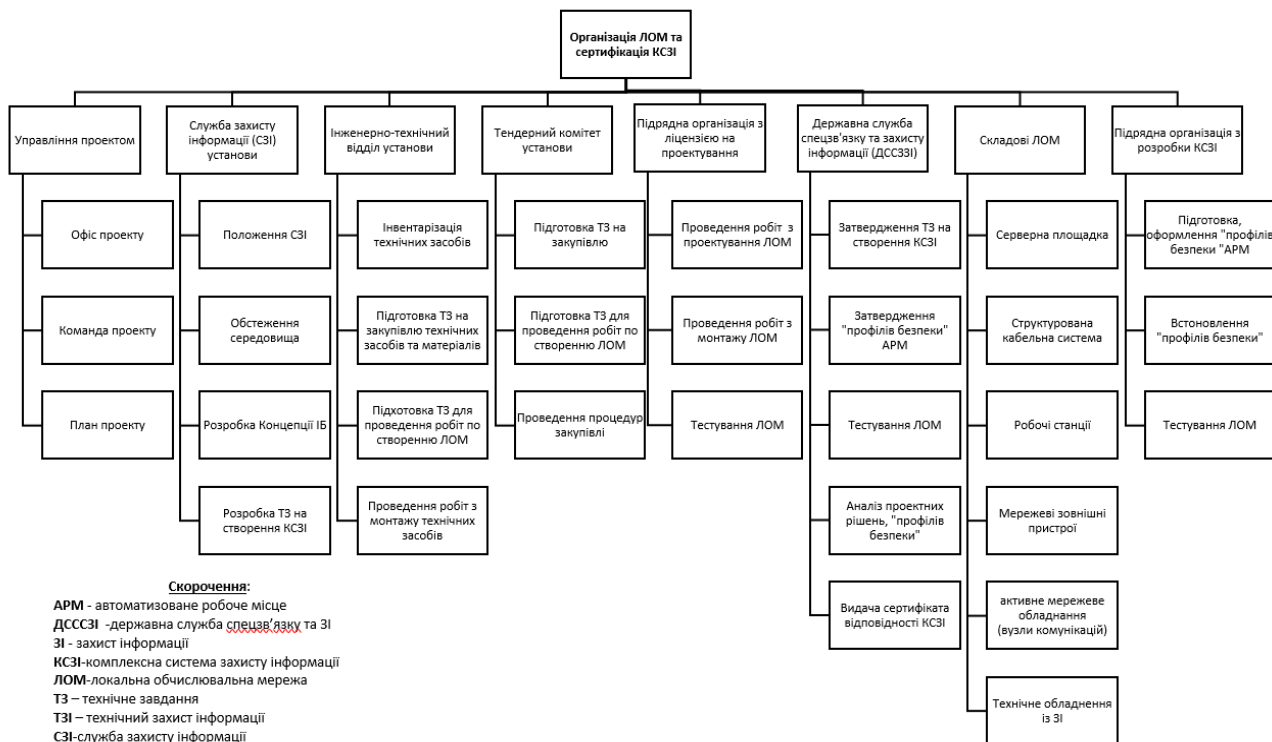 Організація ЛОМ та
сертифікація КСЗІ
Управління проектом
Служба захисту
інформації (СЗІ)
установи
Інженерно-технічний
відділ установи
Тендерний комітет
установи
Підрядна організація з
ліцензією на
проектування
Державна служба
спецзв'язку та захисту
інформації (ДССЗЗІ)
Складові ЛОМ
Підрядна організація з
розробки КСЗІ
Офіс проекту
Положення СЗІ
Інвентарізація
технічних засобів
Підготовка ТЗ на
закупівлю
Проведення робіт з
проектування ЛОМ
Затвердження ТЗ на
створення КСЗІ
Серверна площадка
Підготовка,
оформлення "профілів
безпеки "АРМ
Команда проекту
Обстеження
середовища
Підготовка ТЗ на
закупівлю технічних
засобів та матеріалів
Підготовка ТЗ для
проведення робіт по
створенню ЛОМ
Проведення робіт з
монтажу ЛОМ
Затвердження
"профілів безпеки"
АРМ
Структурована
кабельна система
Встоновлення
"профілів безпеки"
План проекту
Розробка Концепції ІБ
Підхотовка ТЗ для
проведення робіт по
створенню ЛОМ
Проведення процедур
закупівлі
Тестування ЛОМ
Тестування ЛОМ
Робочі станції
Тестування ЛОМ
Розробка ТЗ на
створення КСЗІ
Проведення робіт з
монтажу технічних
засобів
Аналіз проектних
рішень, "профілів
безпеки"
Мережеві зовнішні
пристрої
Видача сертифіката
відповідності КСЗІ
активне мережеве
обладнання
(вузли комунікацій)
Технічне обладнення
із ЗІ
Скорочення:
АРМ - автоматизоване робоче місце
ДСССЗІ -державна служба спецзв’язку та ЗІ
ЗІ - захист інформації
КСЗІ-комплексна система захисту інформації
ЛОМ-локальна обчислювальна мережа
ТЗ – технічне завдання
ТЗІ – технічний захист інформації
СЗІ-служба захисту інформації